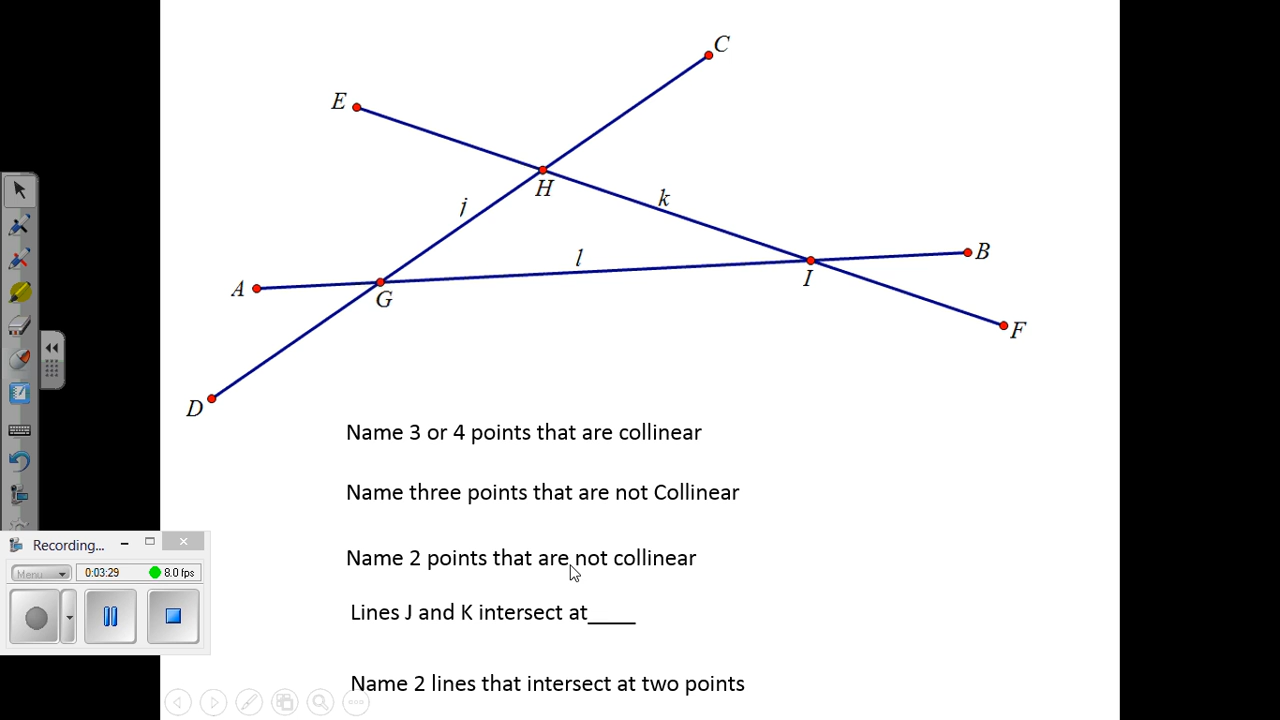 C
E
H
k
j
l
B
A
G
I
F
D
Name 3 or 4 points that are collinear
Name three points that are not Collinear
Name 2 points that are not collinear
Lines J and K intersect at____
Name 2 lines that intersect at two points
Recording...
Menu
0:03:29
8.0 fps